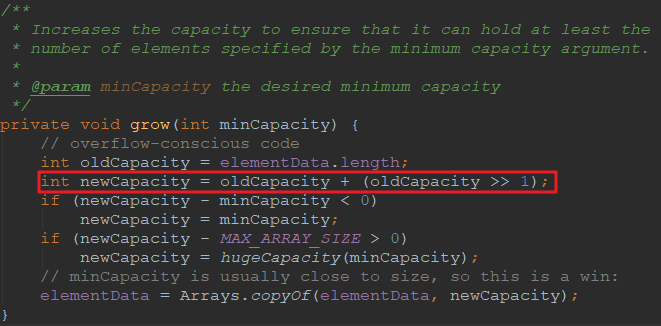 /**
 * Increases the capacity to ensure that it can hold at least the
 * number of elements specified by the minimum capacity argument.
 *
 * @param minCapacity the desired minimum capacity
 */
private void grow(int minCapacity) {
    // overflow-conscious code
    int oldCapacity = elementData.length;
    int newCapacity = oldCapacity + (oldCapacity >> 1);
    if (newCapacity - minCapacity < 0)
        newCapacity = minCapacity;
    if (newCapacity - MAX_ARRAY_SIZE > 0)
        newCapacity = hugeCapacity(minCapacity);
    // minCapacity is usually close to size, so this is a win:
    elementData = Arrays.copyOf(elementData, newCapacity);
}